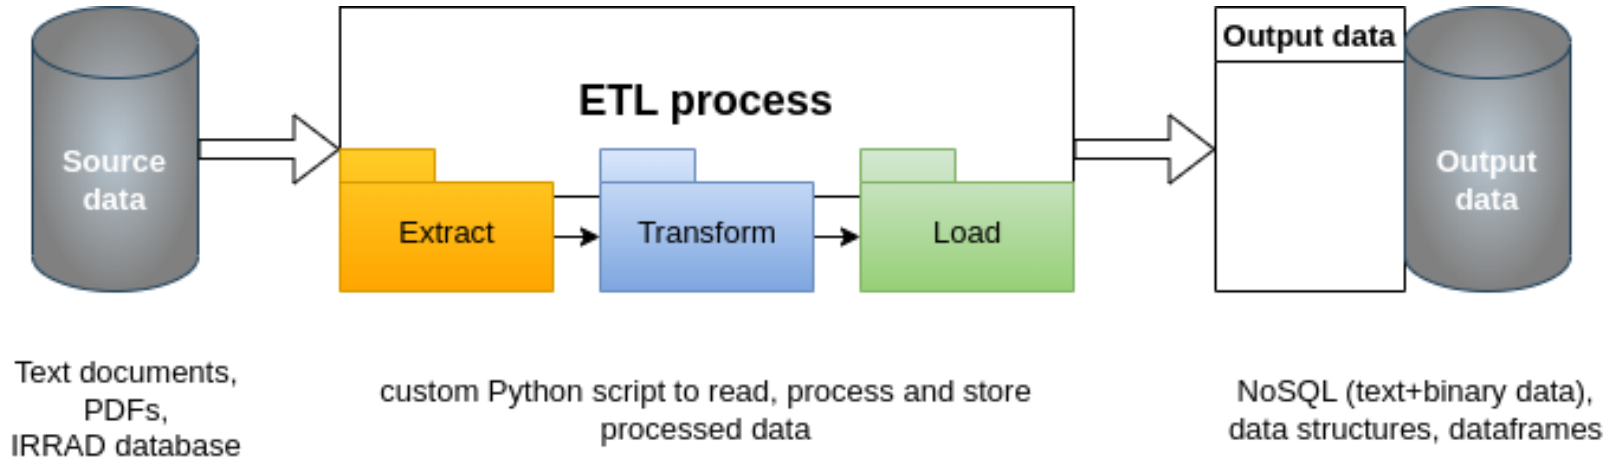 Source
data
ETL process
Extract
Transform
Load
Output data
Output
data
Text documents,
PDFs,
IRRAD database
custom Python script to read, process and store
processed data
NoSQL (text+binary data),
data structures, dataframes